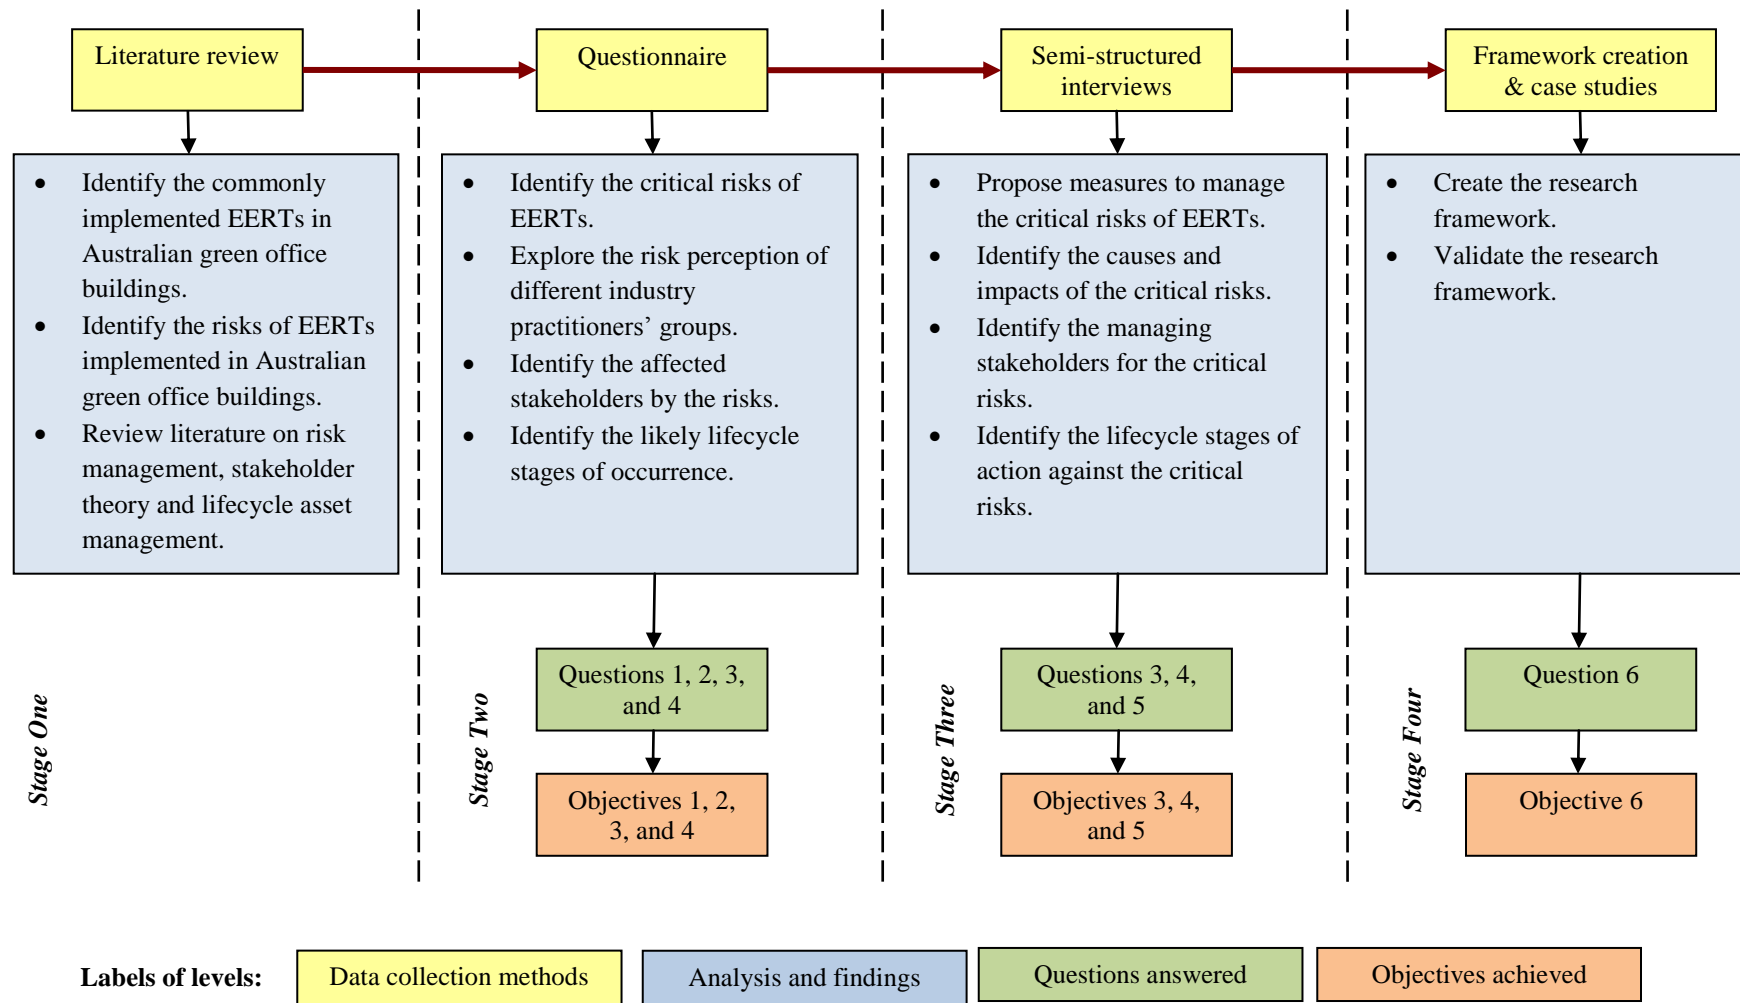 Literature review
Questionnaire
Semi-structured
interviews
Framework creation
& case studies
• Identify the commonly
implemented EERTs in
Australian green office
buildings.
• Identify the risks of EERTs
implemented in Australian
green office buildings.
• Review literature on risk
management, stakeholder
theory and lifecycle asset
management.
• Identify the critical risks of
EERTs.
• Explore the risk perception of
different industry
practitioners’ groups.
• Identify the affected
stakeholders by the risks.
• Identify the likely lifecycle
stages of occurrence.
• Propose measures to manage
the critical risks of EERTs.
• Identify the causes and
impacts of the critical risks.
• Identify the managing
stakeholders for the critical
risks.
• Identify the lifecycle stages of
action against the critical
risks.
• Create the research
framework.
• Validate the research
framework.
Stage One
Stage Two
Questions 1, 2, 3,
and 4
Objectives 1, 2,
3, and 4
Stage Three
Questions 3, 4,
and 5
Objectives 3, 4,
and 5
Stage Four
Question 6
Objective 6
Labels of levels:
Data collection methods
Analysis and findings
Questions answered
Objectives achieved